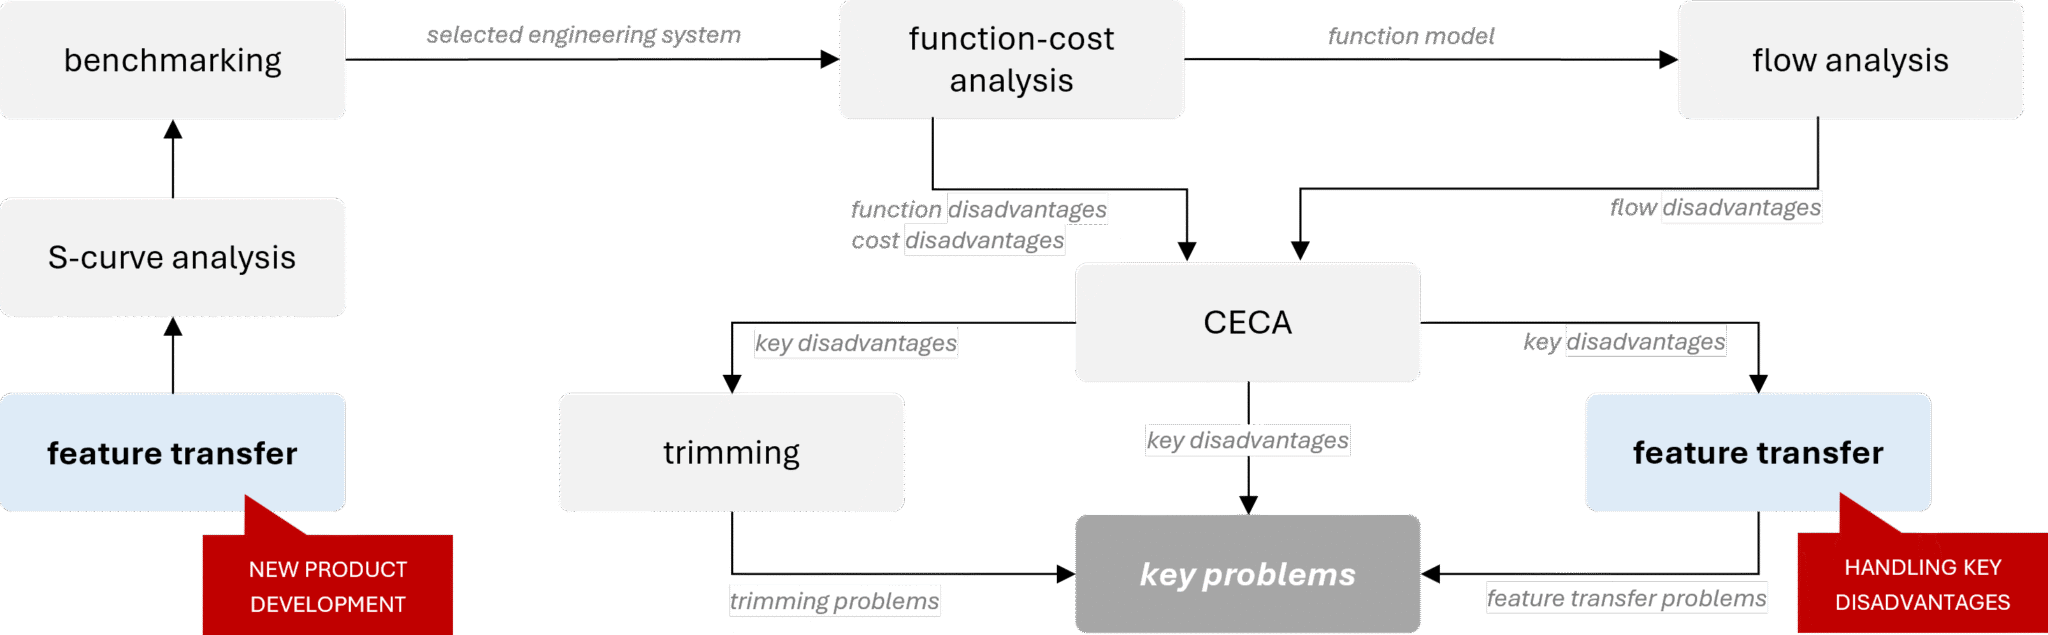 benchmarking
selected engineering system
function-cost
analysis
function model
flow analysis
function disadvantages
cost disadvantages
flow disadvantages
S-curve analysis
CECA
key disadvantages
key disadvantages
key disadvantages
feature transfer
trimming
feature transfer
NEW PRODUCT
DEVELOPMENT
trimming problems
key problems
feature transfer problems
HANDLING KEY
DISADVANTAGES